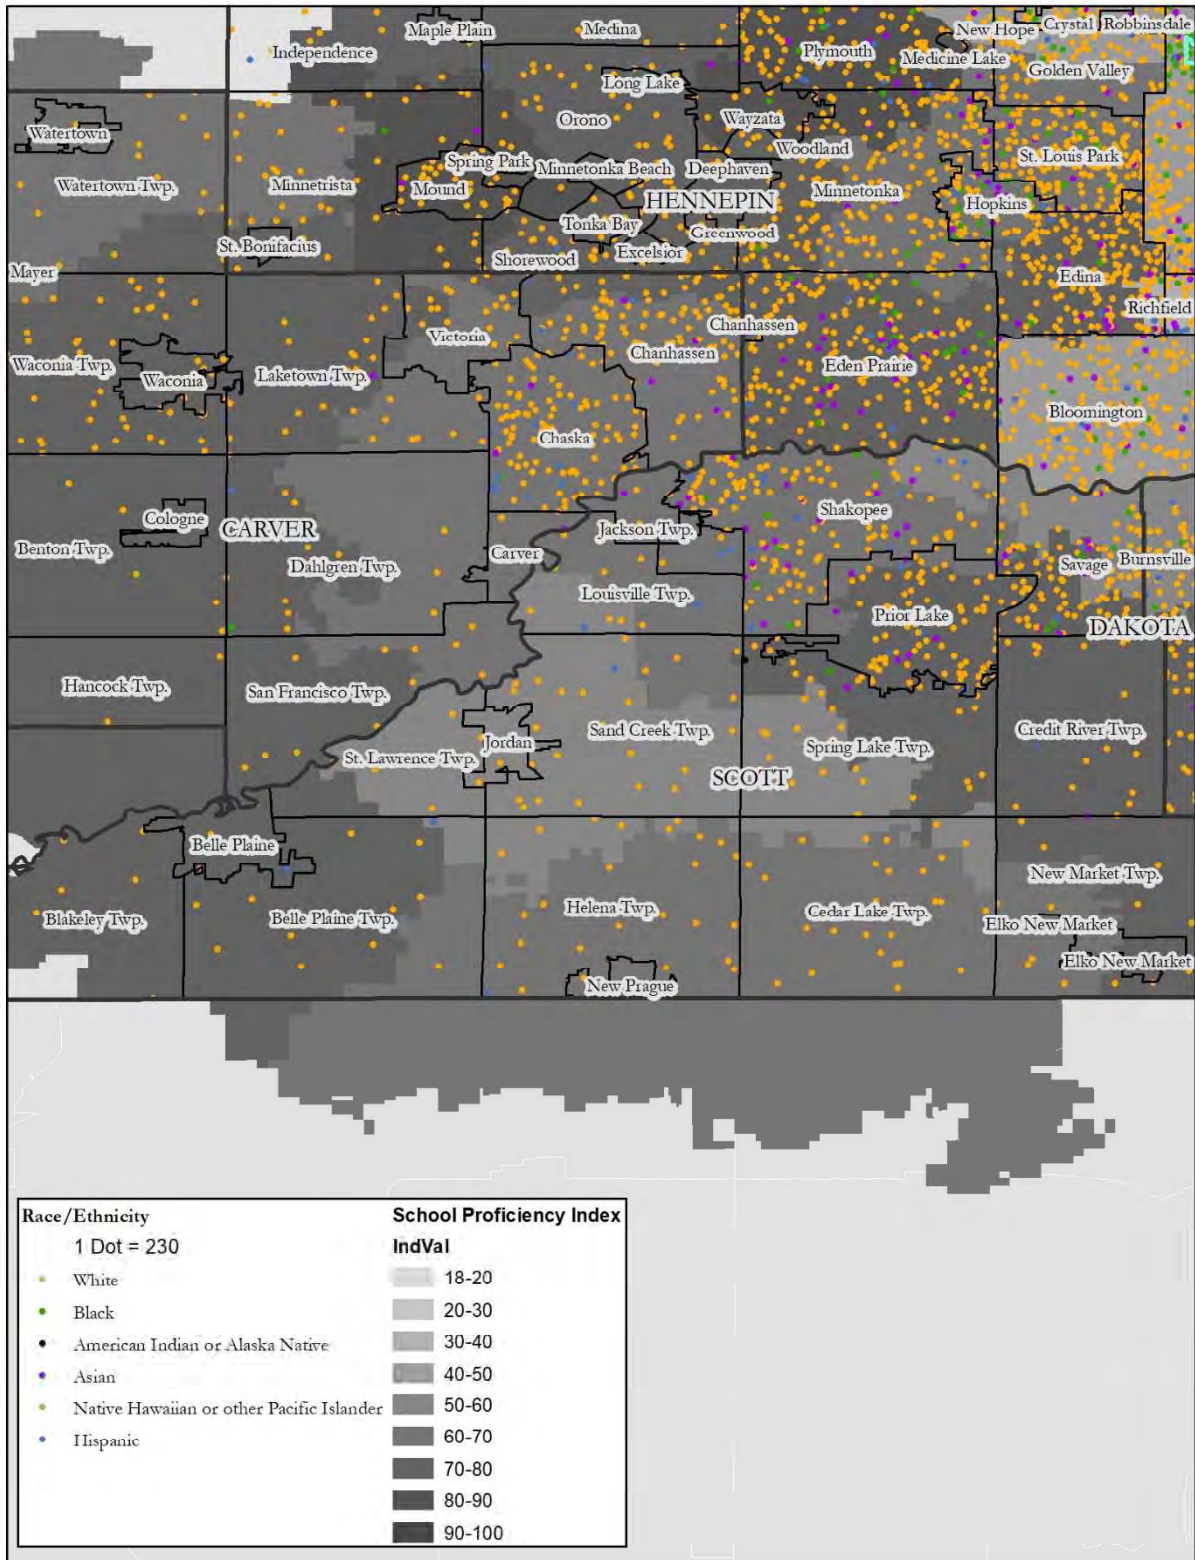 Maple Plain
Medina
New Hope
Crystal
Robbinsdale
Independence
Plymouth
Medicine Lake
Golden Valley
Long Lake
Watertown
Orono
Wayzata
Woodland
St. Louis Park
Spring Park
Minnetonka Beach
Deephaven
Watertown Twp.
Minnetrista
Mound
HENNEPIN
Minnetonka
Hopkins
Tonka Bay
Greenwood
St. Bonifacius
Excelsior
Shorewood
Mayer
Edina
Richfield
Victoria
Chanhassen
Chanhassen
Waconia Twp.
Waconia
Laketown Twp.
Eden Prairie
Bloomington
Chaska
Cologne
CARVER
Jackson Twp.
Shakopee
Benton Twp.
Dahlgren Twp.
Carver
Louisville Twp.
Savage
Burnsville
Prior Lake
DAKOTA
Hancock Twp.
San Francisco Twp.
Jordan
Sand Creek Twp.
Spring Lake Twp.
Credit River Twp.
St. Lawrence Twp.
SCOTT
Belle Plaine
Blakeley Twp.
Belle Plaine Twp.
Helena Twp.
Cedar Lake Twp.
New Market Twp.
Elko New Market
Elko New Market
New Prague
Race/Ethnicity
1 Dot = 230
White
Black
American Indian or Alaska Native
Asian
Native Hawaiian or other Pacific Islander
Hispanic
School Proficiency Index
IndVal
18-20
20-30
30-40
40-50
50-60
60-70
70-80
80-90
90-100